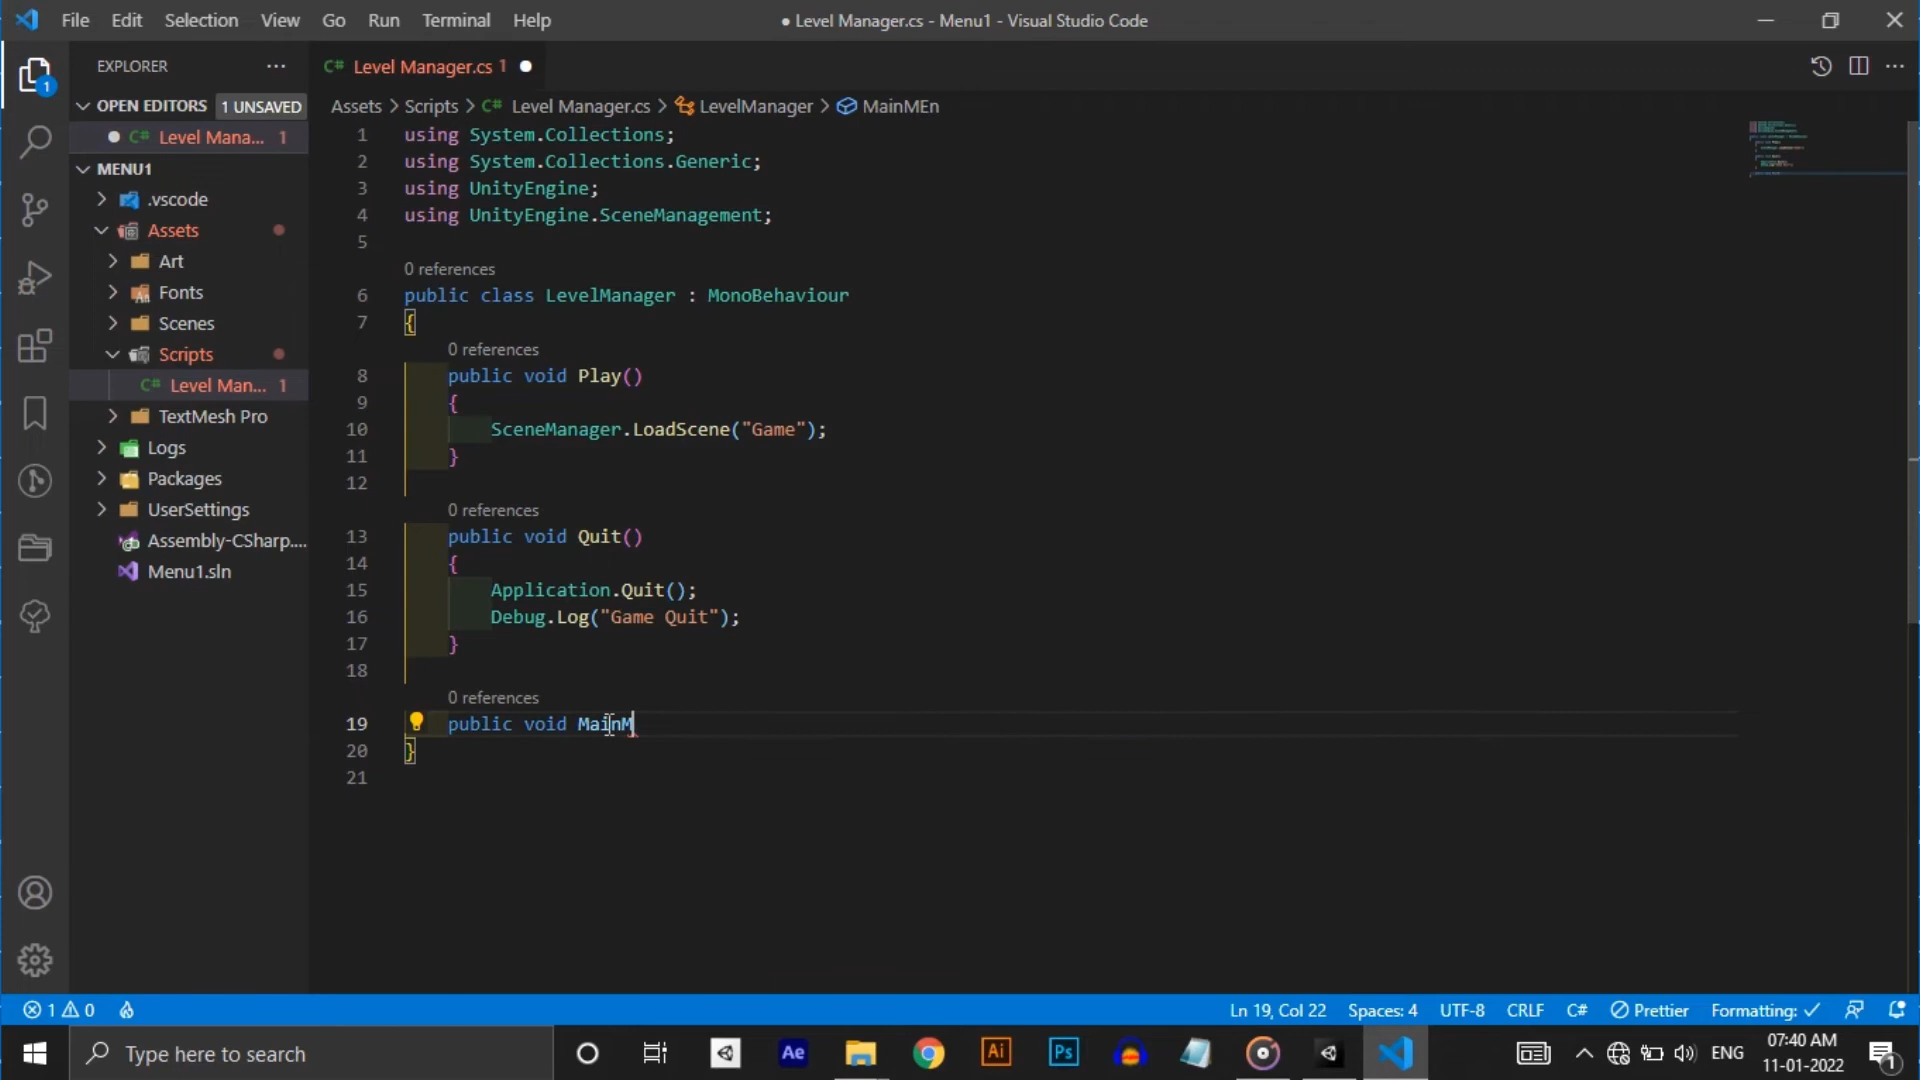 File Edit Selection View Go Run Terminal Help ● Level Manager.cs - Menu1 - Visual Studio Code
EXPLORER ···
C# Level Manager.cs 1 ●
OPEN EDITORS 1 UNSAVED
Assets > Scripts > C# Level Manager.cs > LevelManager > MainMEn
● C# Level Mana... 1
MENU1
.vscode
Assets
Art
Fonts
Scenes
Scripts
C# Level Man... 1
TextMesh Pro
Logs
Packages
UserSettings
Assembly-CSharp....
Menu1.sln
1 using System.Collections;
2 using System.Collections.Generic;
3 using UnityEngine;
4 using UnityEngine.SceneManagement;
5
0 references
6 public class LevelManager : MonoBehaviour
7 {
0 references
8 public void Play()
9 {
10 SceneManager.LoadScene("Game");
11 }
12
0 references
13 public void Quit()
14 {
15 Application.Quit();
16 Debug.Log("Game Quit");
17 }
18
0 references
19 public void MainM
20 }
21
1 0 Ln 19, Col 22 Spaces: 4 UTF-8 CRLF C# Prettier Formatting: ✓
Type here to search
Ae Ai Ps
ENG
07:40 AM
11-01-2022
1